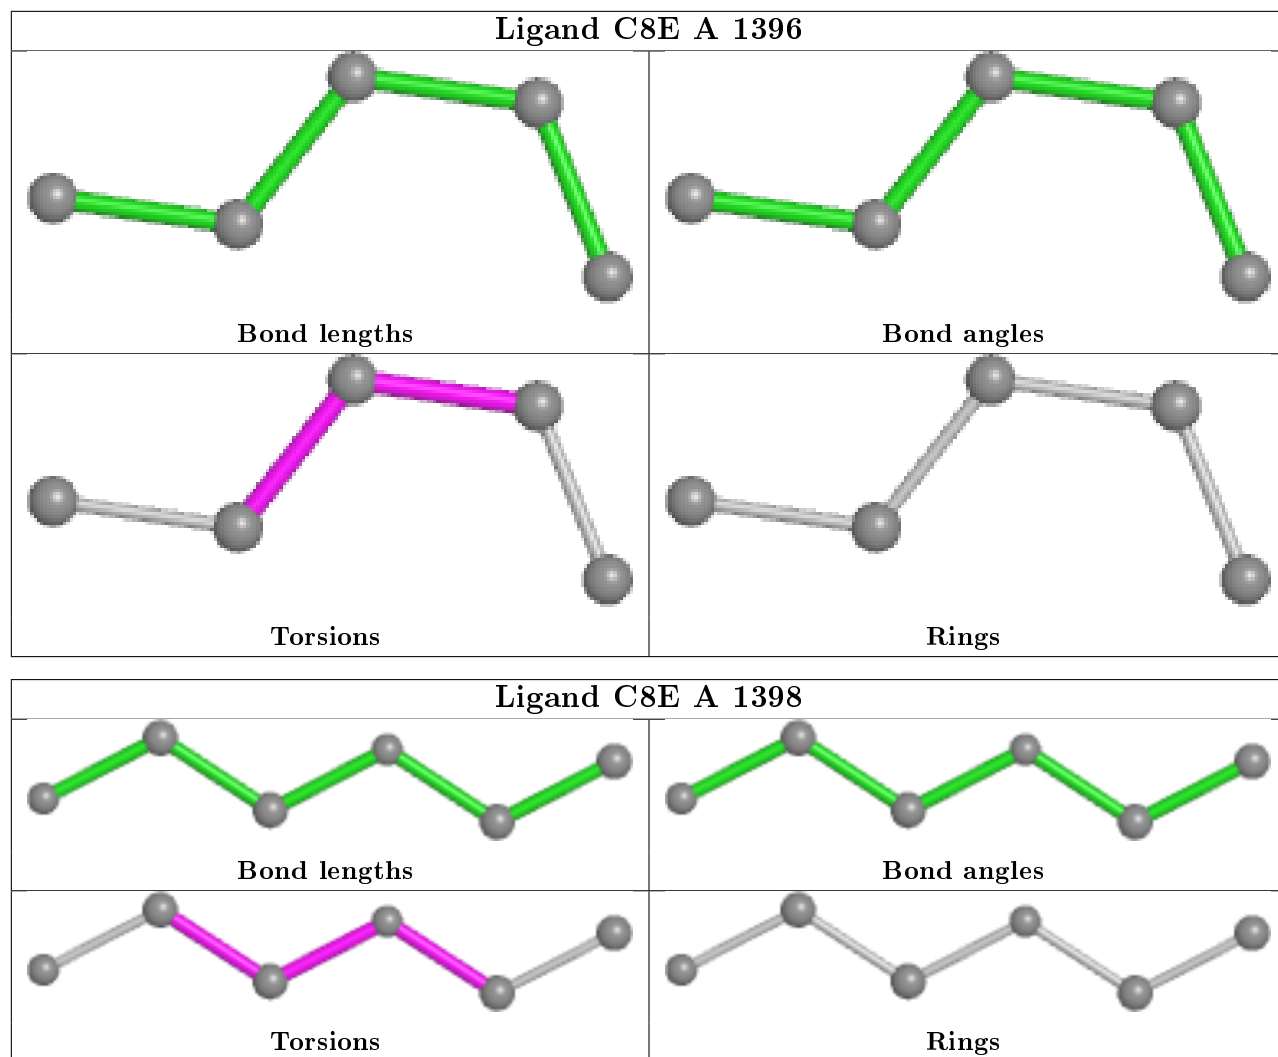 Ligand C8E A 1396
Bond lengths
Bond angles
Torsions
Rings
Ligand C8E A 1398
Bond lengths
Bond angles
Torsions
Rings